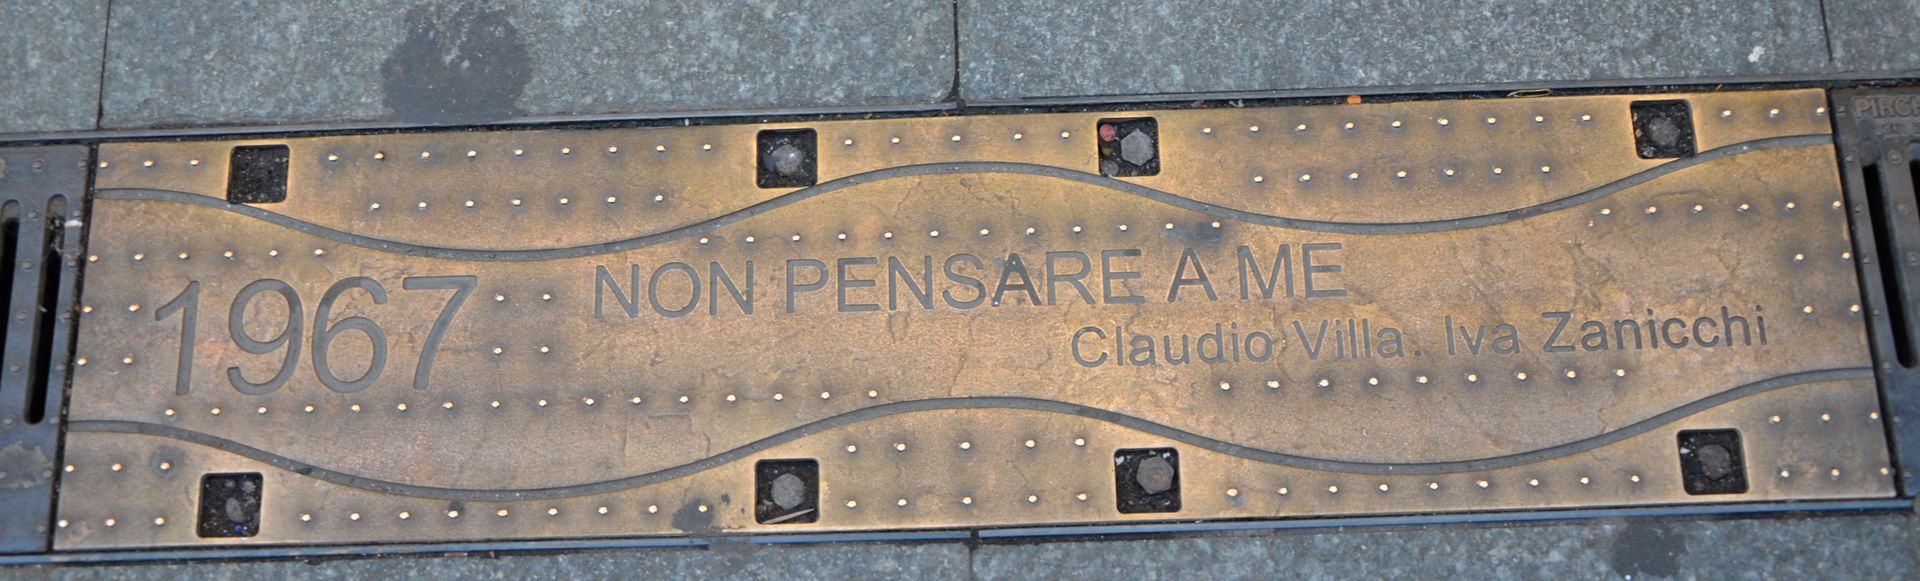 1967
NON PENSARE A ME
Claudio Villa. Iva Zanicchi